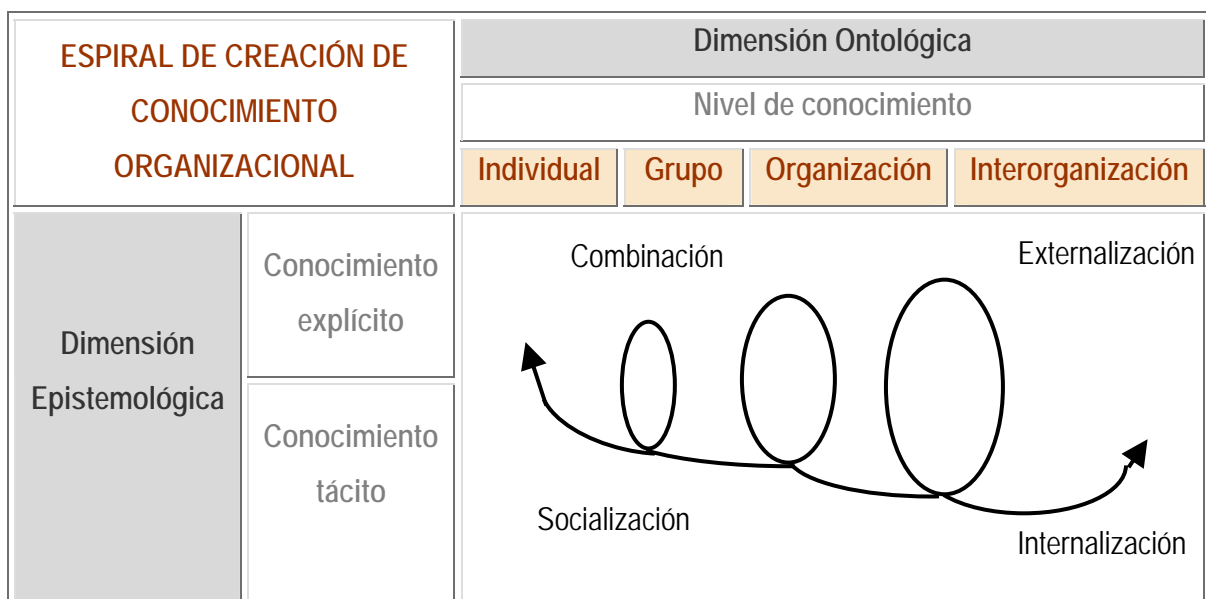 ESPIRAL DE CREACIÓN DE
CONOCIMIENTO
ORGANIZACIONAL
Dimensión Ontológica
Nivel de conocimiento
Individual
Grupo
Organización
Interorganización
Dimensión
Epistemológica
Conocimiento
explícito
Conocimiento
tácito
Combinación
Externalización
Socialización
Internalización